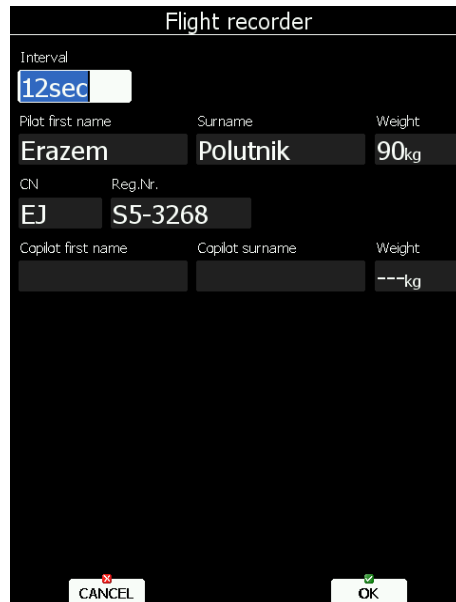 Flight recorder
Interval
12sec
Pilot first name Surname Weight
Erazem Polutnik 90kg
CN Reg.Nr.
EJ S5-3268
Copilot first name Copilot surname Weight
---kg
CANCEL OK